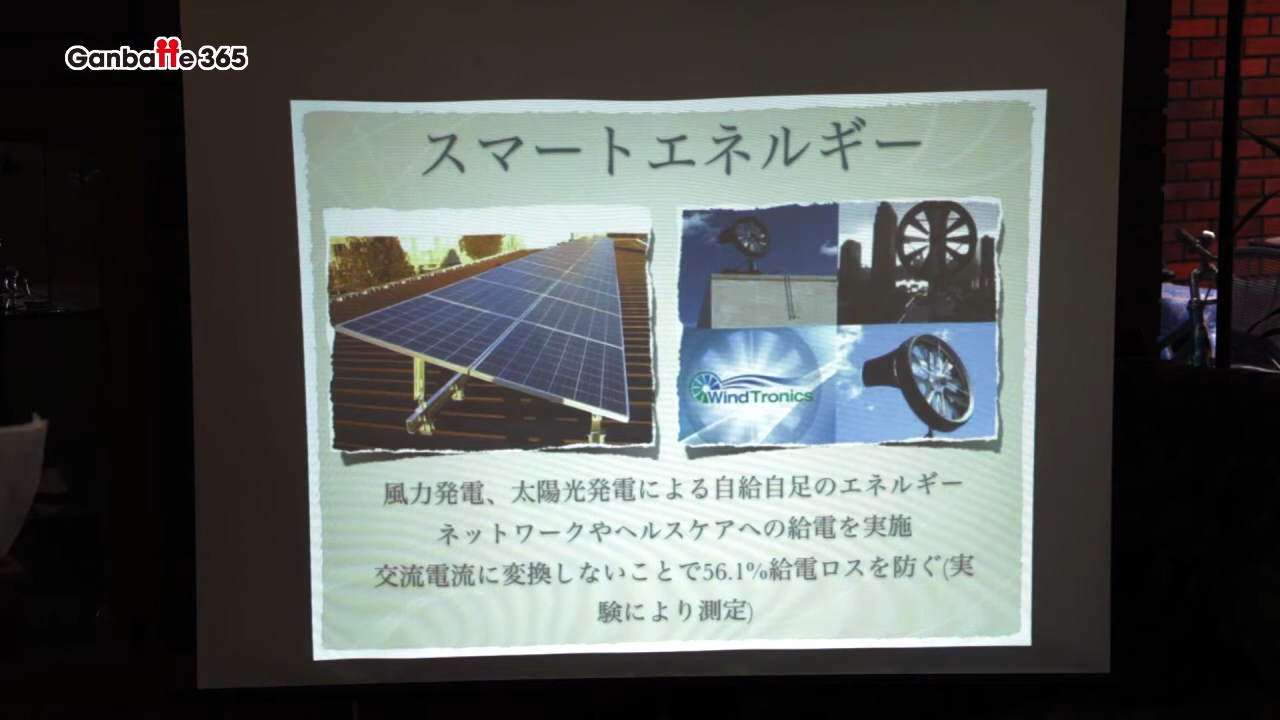 Ganbatte 365
スマートエネルギー
WindTronics
風力発電、太陽光発電による自給自足のエネルギー
ネットワークやヘルスケアへの給電を実施
交流電流に変換しないことで56.1%給電ロスを防ぐ(実
験により測定)